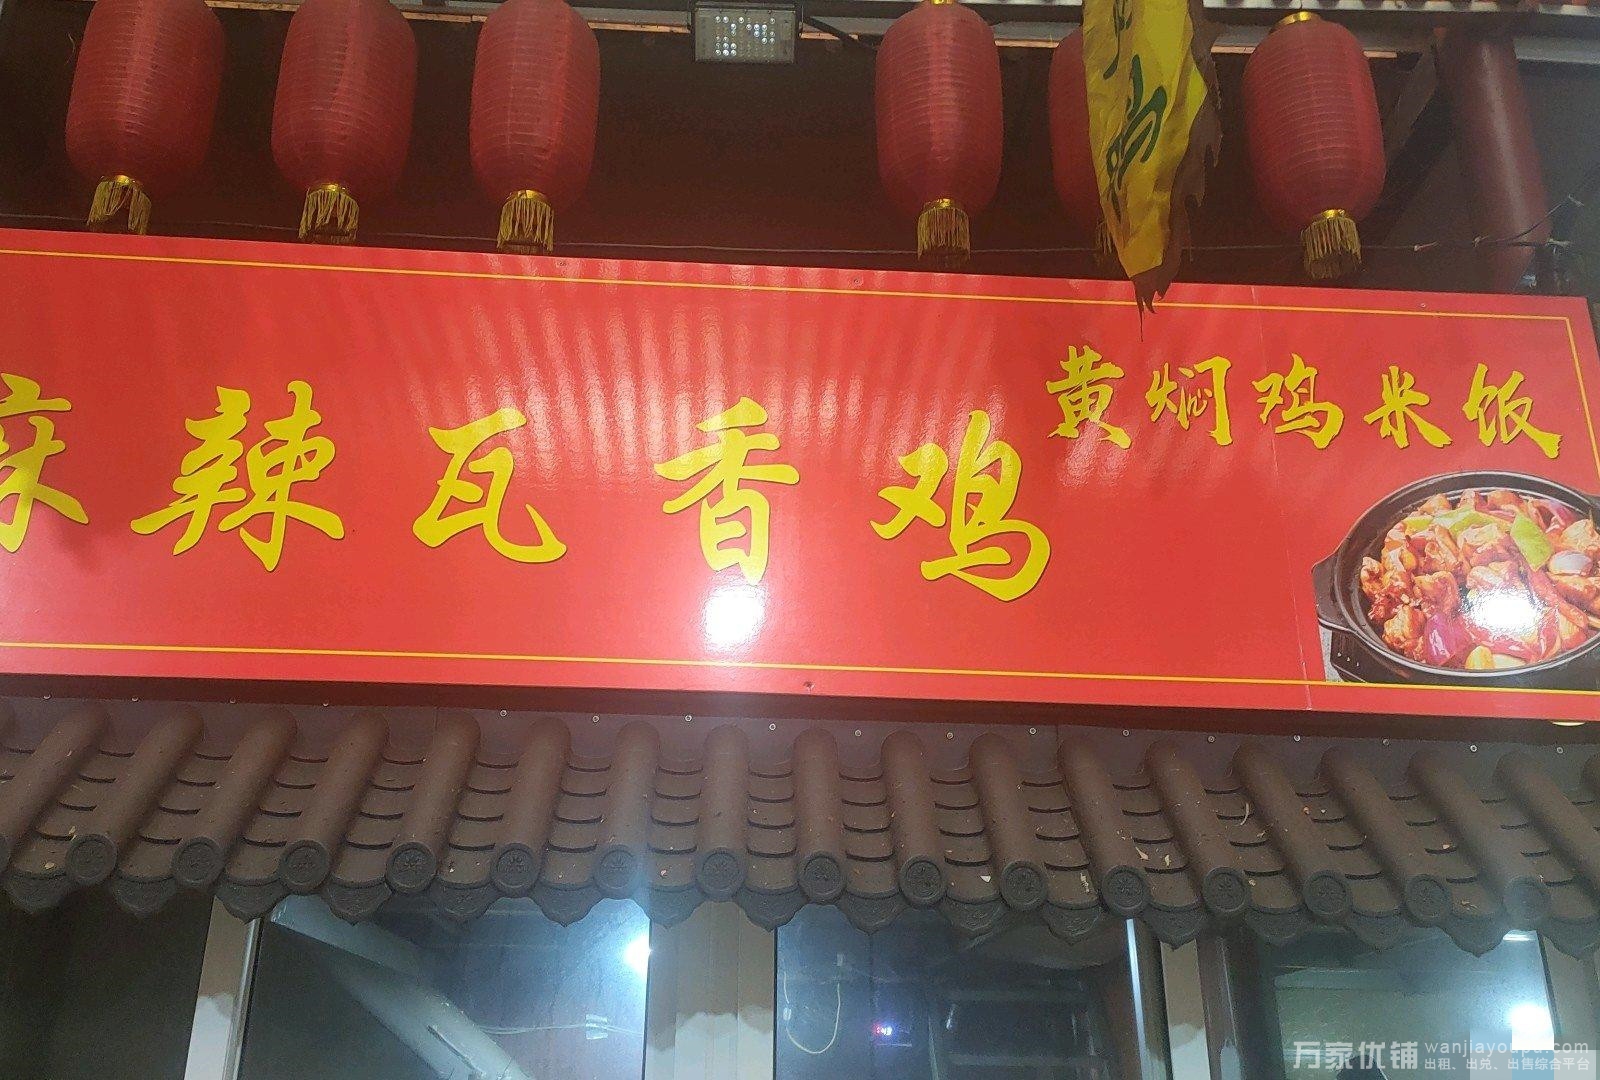 麻辣瓦香鸡
黄焖鸡米饭
万家优铺 wanjiayoupu.com
出租、出兑、出售综合平台